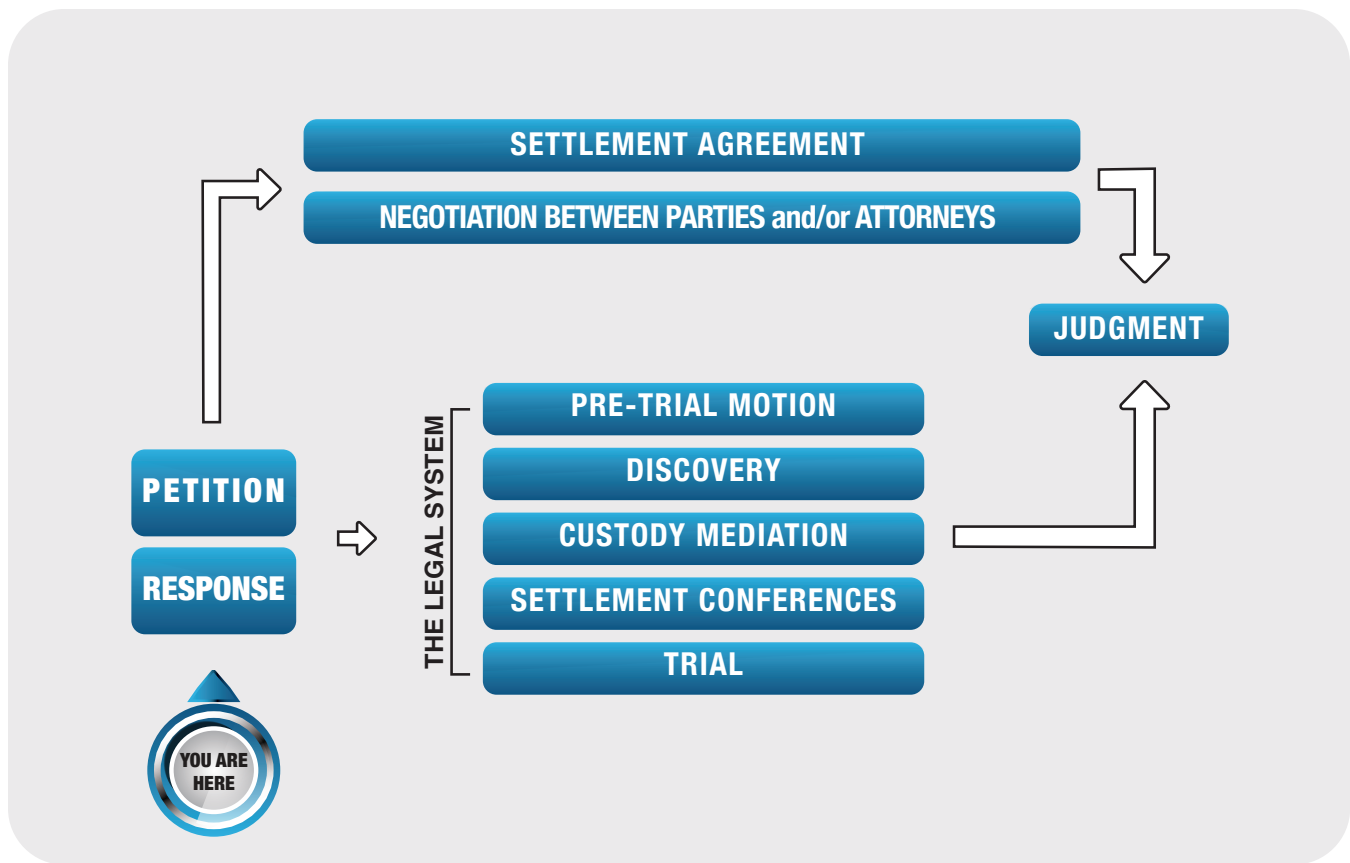 SETTLEMENT AGREEMENT
NEGOTIATION BETWEEN PARTIES and/or ATTORNEYS
JUDGMENT
PETITION
RESPONSE
THE LEGAL SYSTEM
PRE-TRIAL MOTION
DISCOVERY
CUSTODY MEDIATION
SETTLEMENT CONFERENCES
TRIAL
YOU ARE
HERE